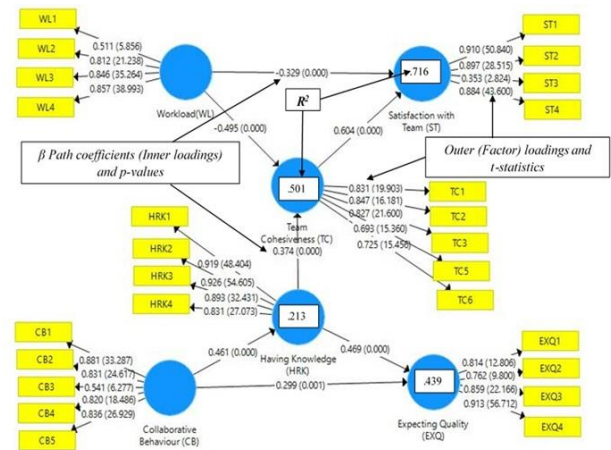 WL1
WL2
WL3
WL4
0.511 (5.856)
0.812 (21.238)
0.846 (35.264)
0.857 (38.993)
Workload(WL)
-0.329 (0.000)
.716
Satisfaction with
Team (ST)
0.910 (50.840)
0.897 (28.515)
0.353 (2.824)
0.884 (43.600)
ST1
ST2
ST3
ST4
R²
-0.495 (0.000)
0.604 (0.000)
β Path coefficients (Inner loadings)
and p-values
Outer (Factor) loadings and
t-statistics
.501
Team
Cohesiveness (TC)
0.831 (19.903)
0.847 (16.181)
0.827 (21.600)
0.693 (15.360)
0.725 (15.456)
TC1
TC2
TC3
TC5
TC6
0.374 (0.000)
HRK1
HRK2
HRK3
HRK4
0.919 (48.404)
0.926 (54.605)
0.893 (32.431)
0.831 (27.073)
.213
Having Knowledge
(HRK)
0.461 (0.000)
0.469 (0.000)
0.299 (0.001)
CB1
CB2
CB3
CB4
CB5
0.881 (33.287)
0.831 (24.617)
0.541 (6.277)
0.820 (18.486)
0.836 (26.929)
Collaborative
Behaviour (CB)
.439
Expecting Quality
(EXQ)
0.814 (12.806)
0.762 (9.800)
0.859 (22.166)
0.913 (56.712)
EXQ1
EXQ2
EXQ3
EXQ4